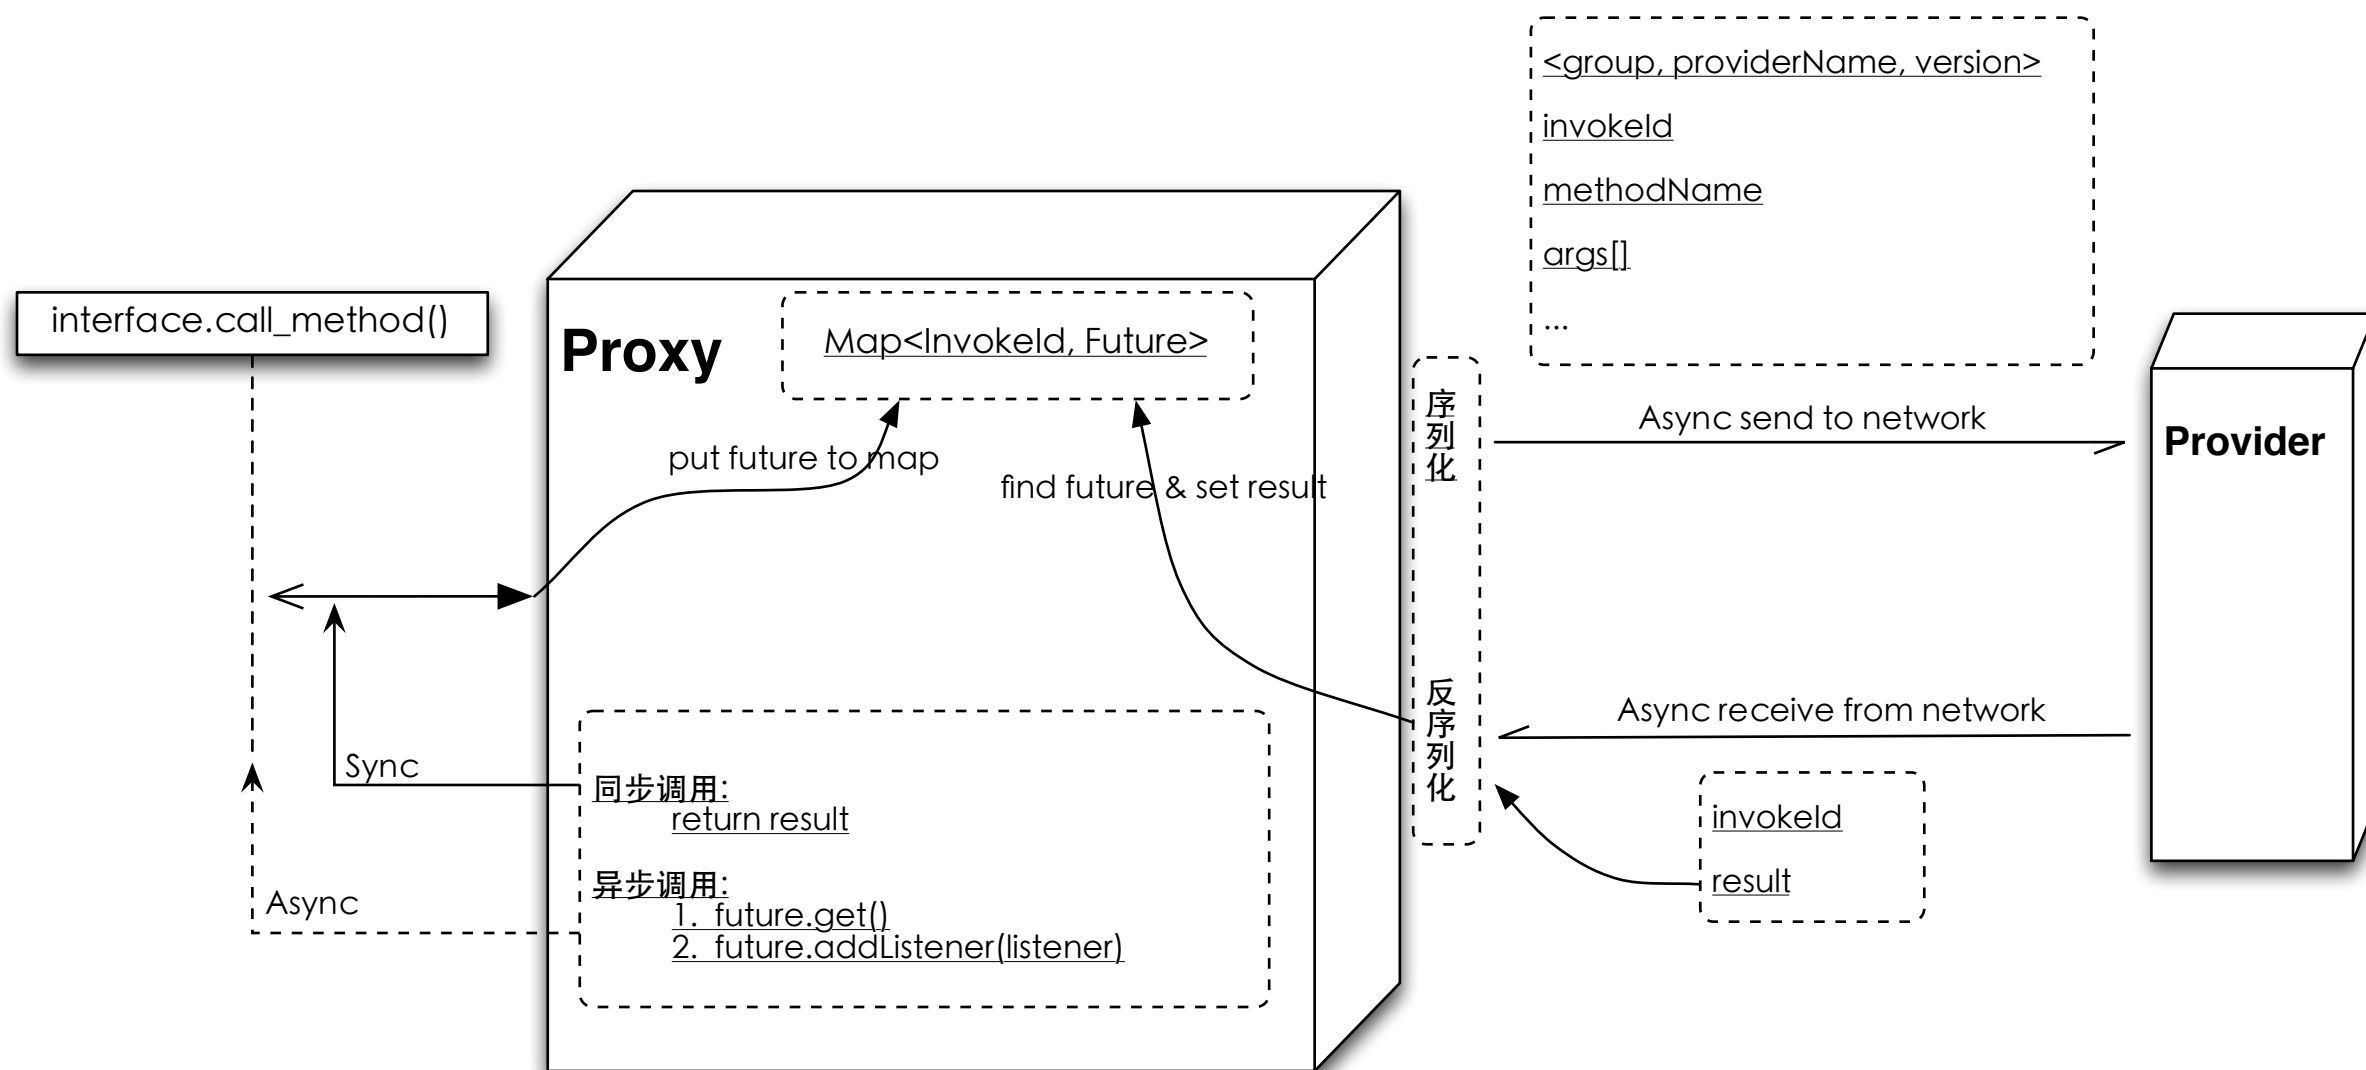 <group, providerName, version>
invokeId
methodName
args[]
...
interface.call_method()
Proxy
Map<InvokeId, Future>
put future to map
find future & set result
序列化
Async send to network
Provider
反序列化
Async receive from network
invokeId
result
Sync
同步调用:
return result
异步调用:
1. future.get()
2. future.addListener(listener)
Async